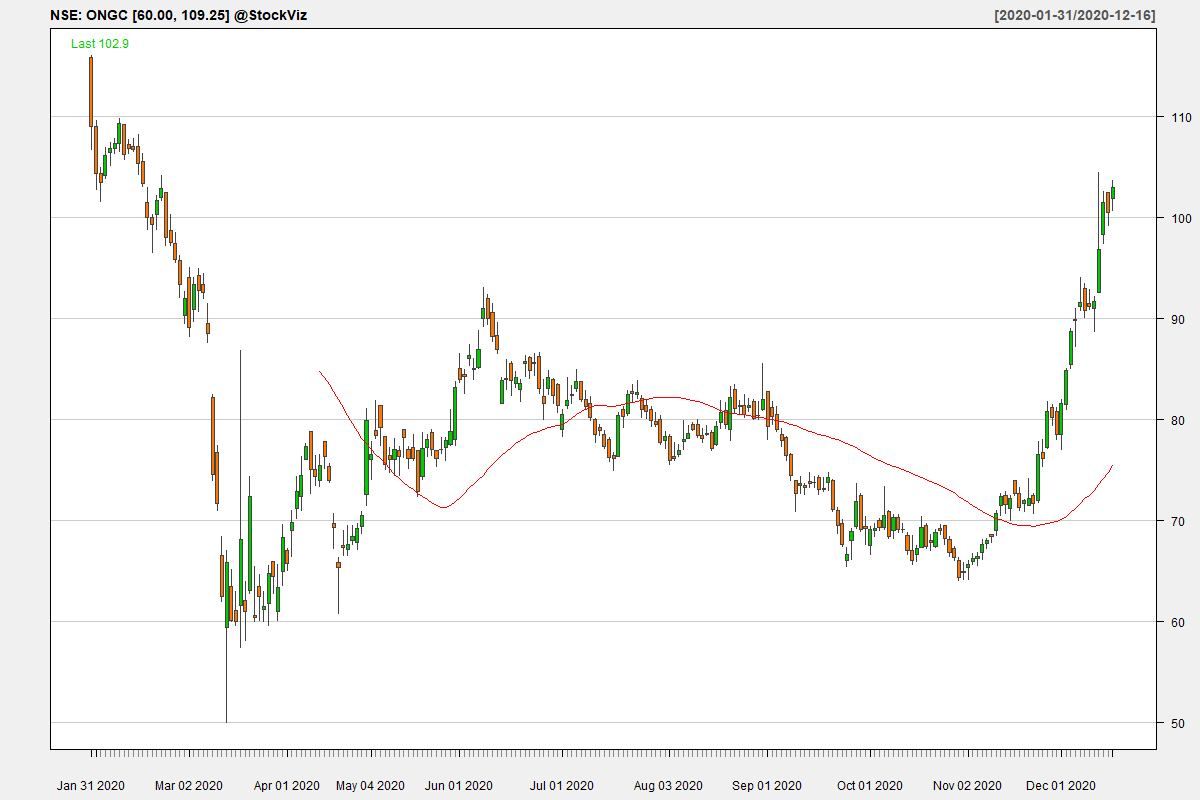 NSE: ONGC [60.00, 109.25] @StockViz
[2020-01-31/2020-12-16]
Last 102.9
110
100
90
80
70
60
50
Jan 31 2020 Mar 02 2020 Apr 01 2020 May 04 2020 Jun 01 2020 Jul 01 2020 Aug 03 2020 Sep 01 2020 Oct 01 2020 Nov 02 2020 Dec 01 2020